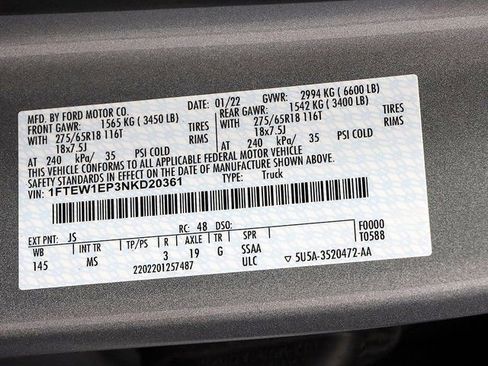 MFD. BY FORD MOTOR CO. 01/22 GVWR: 2994 KG ( 6600 LB)
FRONT GAWR: 1565 KG ( 3450 LB) REAR GAWR: 1542 KG ( 3400 LB)
WITH 275/65R18 116T TIRES WITH 275/65R18 116T TIRES
18x7.5J RIMS 18x7.5J RIMS
AT 240 kPa/ 35 PSI COLD AT 240 kPa/ 35 PSI COLD
THIS VEHICLE CONFORMS TO ALL APPLICABLE FEDERAL MOTOR VEHICLE
SAFETY STANDARDS IN EFFECT ON THE DATE OF MANUFACTURE SHOWN ABOVE.
VIN: 1FTEW1EP3NKD20361 TYPE: Truck
EXT PNT: JS RC: 48 DSO: F0000
WB INT TR TP/PS R AXLE TR SPR T0588
145 MS 3 19 G SSAA
2202201257487 ULC ▽ 5U5A-3520472-AA